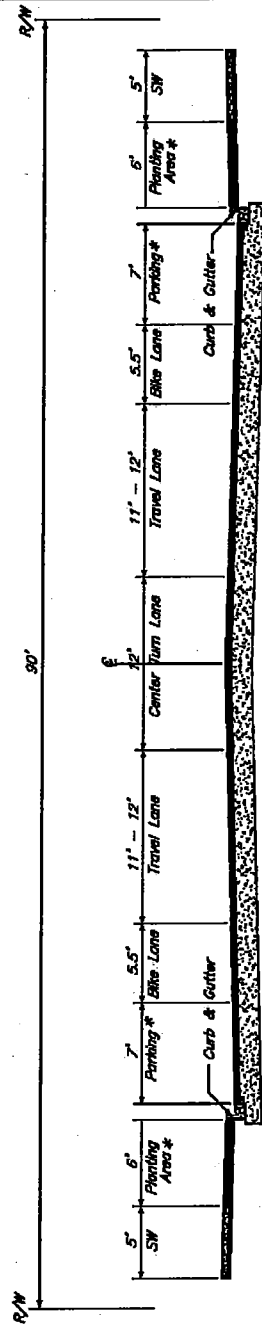 R/W
90'
R/W
5'
SW
6'
Planting
Area *
7'
Parking *
5.5'
Bike Lane
11' - 12'
Travel Lane
℄
12'
Center Turn Lane
11' - 12'
Travel Lane
5.5'
Bike Lane
7'
Parking *
6'
Planting
Area *
5'
SW
Curb & Gutter
Curb & Gutter